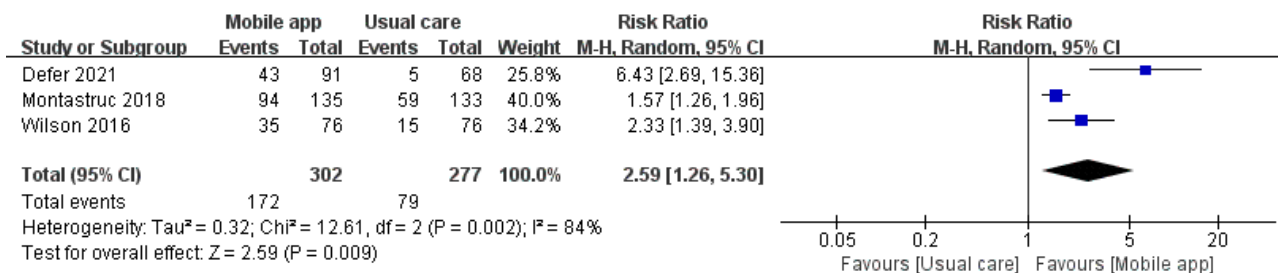 Mobile app Usual care Risk Ratio Risk Ratio
Study or Subgroup Events Total Events Total Weight M-H, Random, 95% CI M-H, Random, 95% CI
Defer 2021 43 91 5 68 25.8% 6.43 [2.69, 15.36]
Montastruc 2018 94 135 59 133 40.0% 1.57 [1.26, 1.96]
Wilson 2016 35 76 15 76 34.2% 2.33 [1.39, 3.90]
Total (95% CI) 302 277 100.0% 2.59 [1.26, 5.30]
Total events 172 79
Heterogeneity: Tau² = 0.32; Chi² = 12.61, df = 2 (P = 0.002); I² = 84%
Test for overall effect: Z = 2.59 (P = 0.009)
0.05 0.2 1 5 20
Favours [Usual care] Favours [Mobile app]